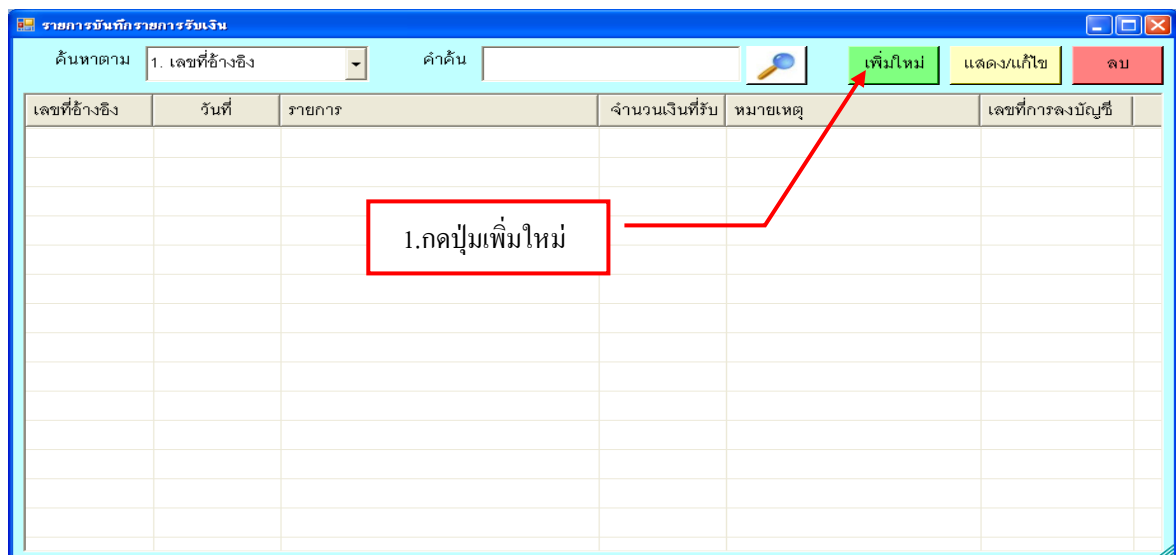 รายการบันทึกรายการรับเงิน
ค้นหาตาม 1. เลขที่อ้างอิง คำค้น เพิ่มใหม่ แสดง/แก้ไข ลบ
เลขที่อ้างอิง วันที่ รายการ จำนวนเงินที่รับ หมายเหตุ เลขที่การลงบัญชี
1.กดปุ่มเพิ่มใหม่